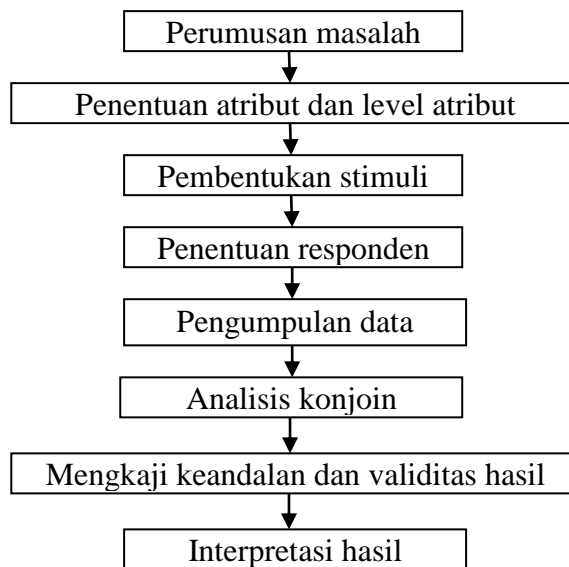 Perumusan masalah
Penentuan atribut dan level atribut
Pembentukan stimuli
Penentuan responden
Pengumpulan data
Analisis konjoin
Mengkaji keandalan dan validitas hasil
Interpretasi hasil